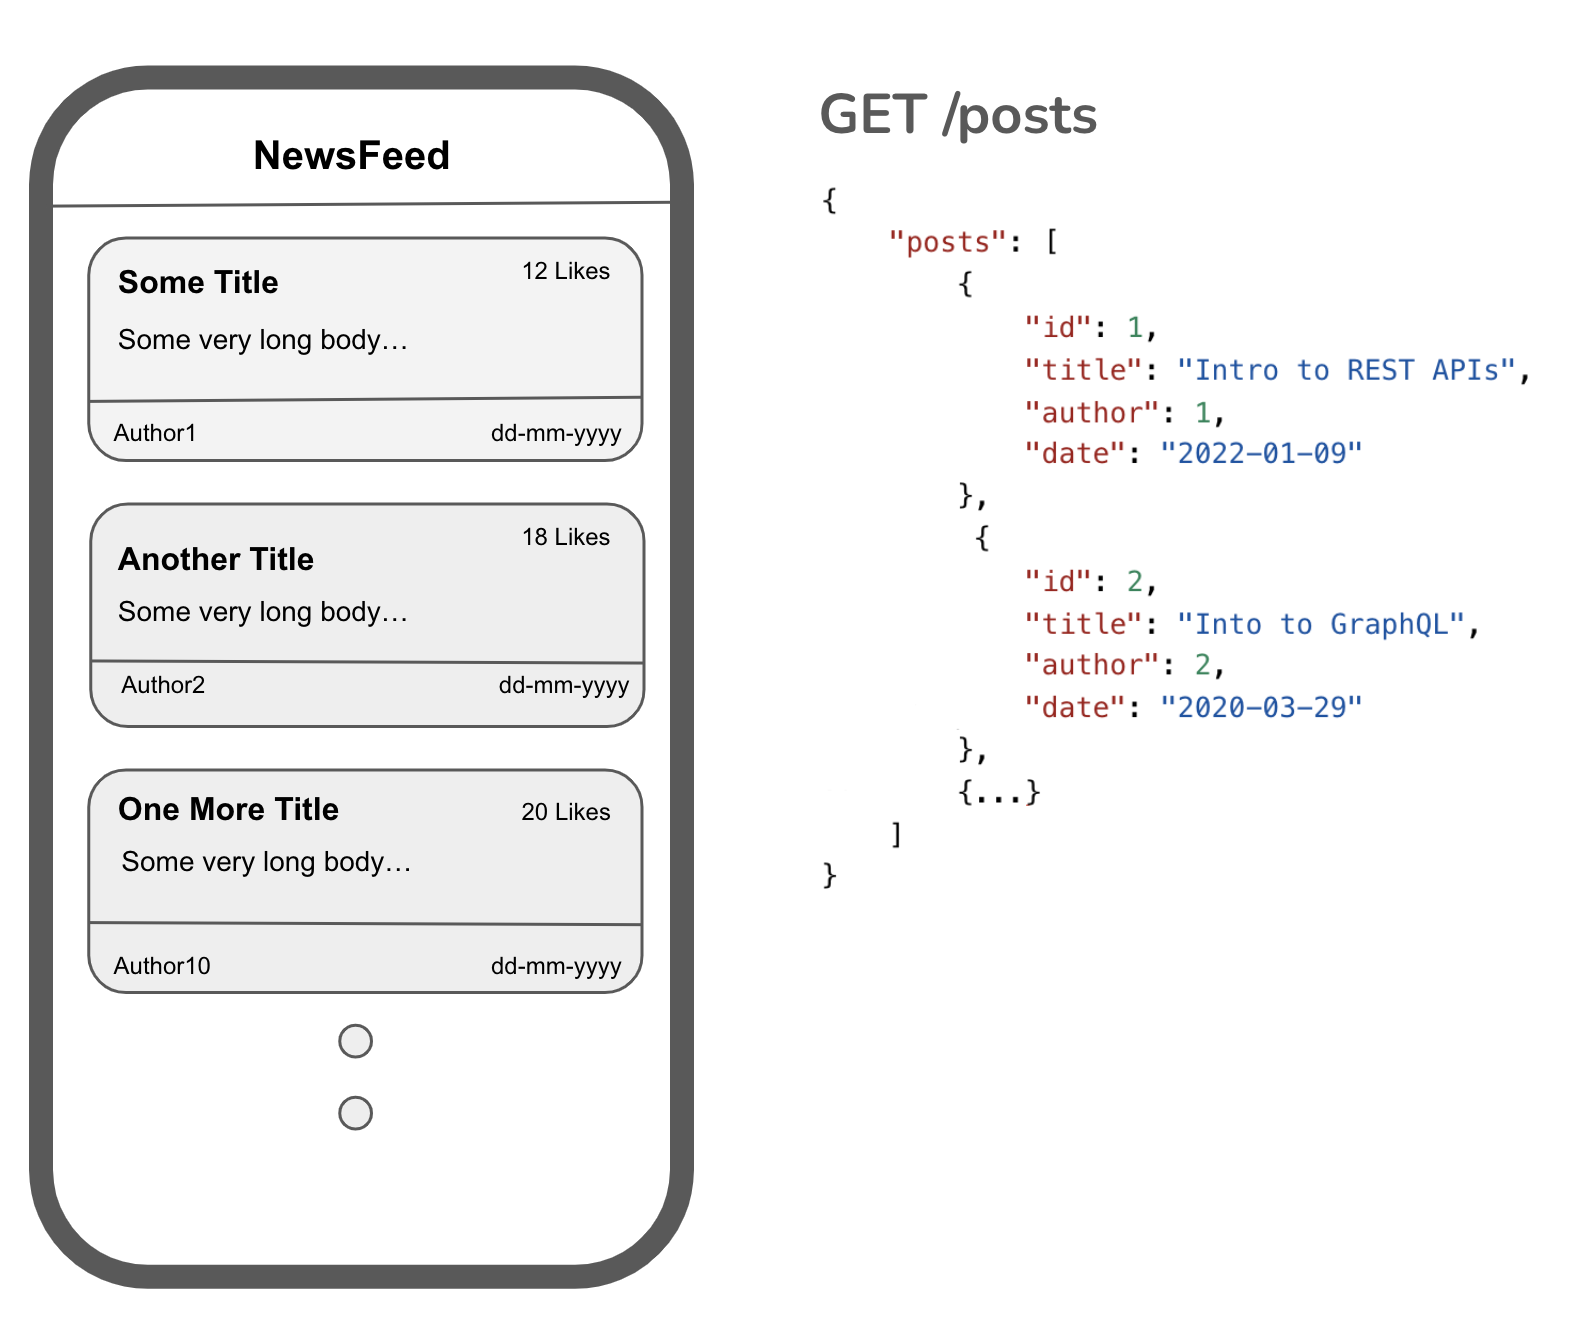 NewsFeed
Some Title
12 Likes
Some very long body…
Author1
dd-mm-yyyy
Another Title
18 Likes
Some very long body…
Author2
dd-mm-yyyy
One More Title
20 Likes
Some very long body…
Author10
dd-mm-yyyy
GET /posts
{
"posts": [
{
"id": 1,
"title": "Intro to REST APIs",
"author": 1,
"date": "2022-01-09"
},
{
"id": 2,
"title": "Into to GraphQL",
"author": 2,
"date": "2020-03-29"
},
{...}
]
}